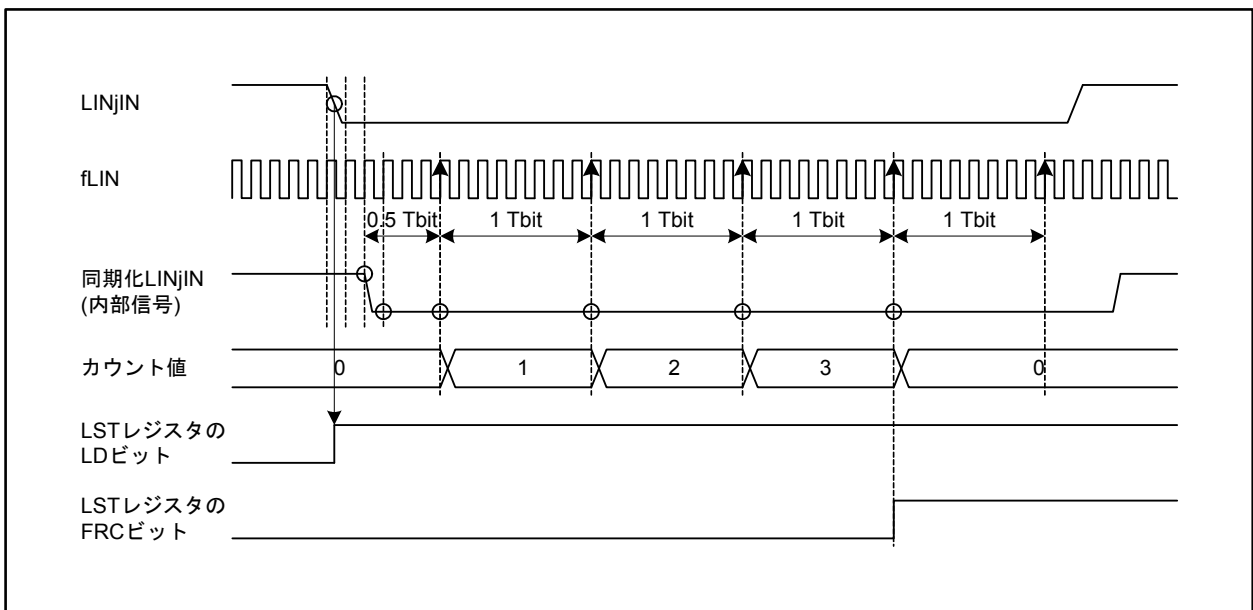 LINjIN
fLIN
0.5 Tbit
1 Tbit
1 Tbit
1 Tbit
1 Tbit
同期化LINjIN
(内部信号)
カウント値
0
1
2
3
0
LSTレジスタの
LDビット
LSTレジスタの
FRCビット